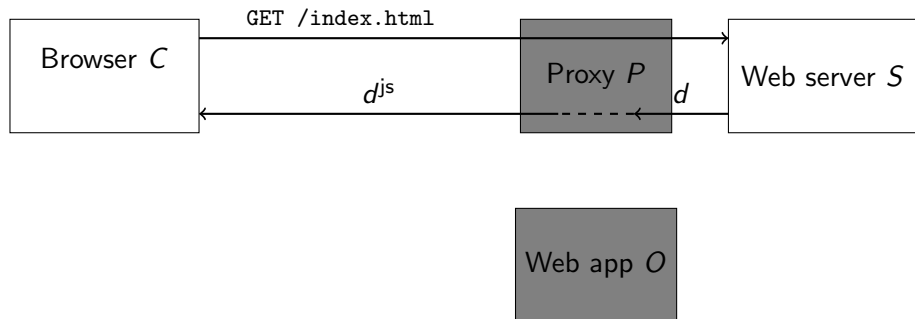 GET /index.html
Browser C
Proxy P
Web server S
d^js
d
Web app O